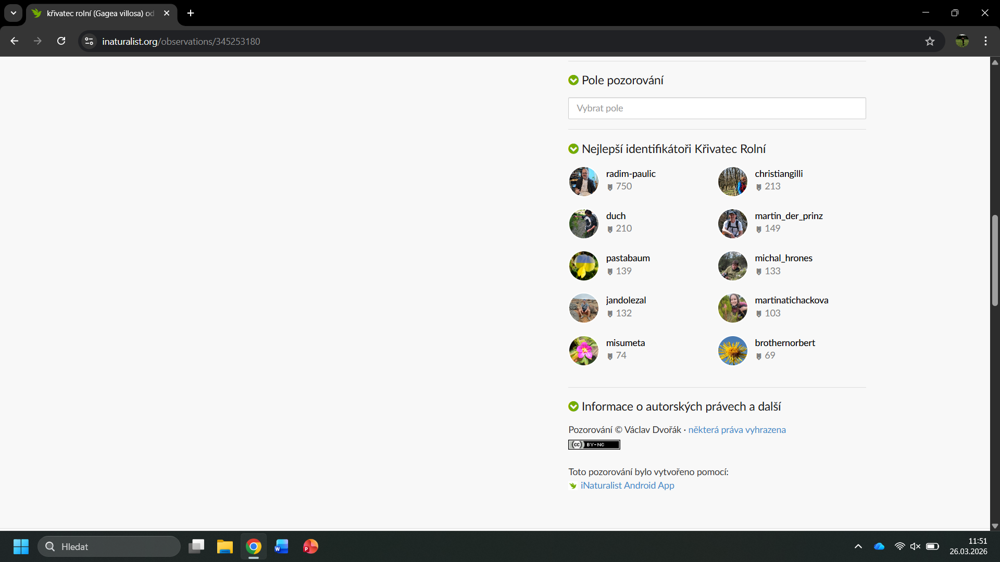 křivatec rolní (Gagea villosa) od
inaturalist.org/observations/345253180
Pole pozorování
Vybrat pole
Nejlepší identifikátoři Křivatec Rolní
radim-paulic
750
christiangilli
213
duch
210
martin_der_prinz
149
pastabaum
139
michal_hrones
133
jandolezal
132
martinatichackova
103
misumeta
74
brothernorbert
69
Informace o autorských právech a další
Pozorování © Václav Dvořák · některá práva vyhrazena
cc BY-NC
Toto pozorování bylo vytvořeno pomocí:
iNaturalist Android App
Hledat
11:51
26.03.2026